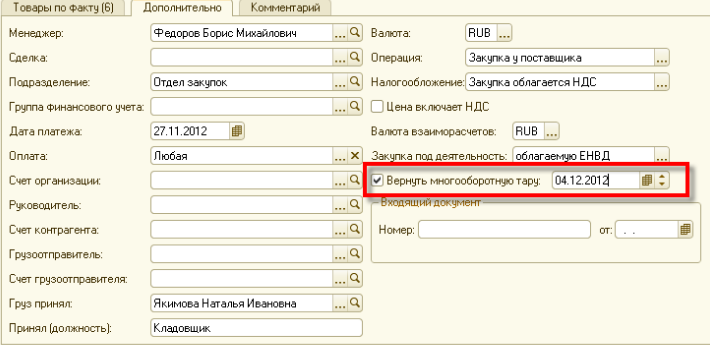 Товары по факту (6) Дополнительно Комментарий
Менеджер: Федоров Борис Михайлович ... Валюта: RUB ...
Сделка: ... Операция: Закупка у поставщика ...
Подразделение: Отдел закупок ... Налогообложение: Закупка облагается НДС ...
Группа финансового учета: ... Цена включает НДС
Дата платежа: 27.11.2012 Валюта взаиморасчетов: RUB ...
Оплата: Любая ... Закупка под деятельность: облагаемую ЕНВД ...
Счет организации: ... Вернуть многооборотную тару: 04.12.2012
Руководитель: ... Входящий документ
Счет контрагента: ... Номер: от: . .
Грузоотправитель: ...
Счет грузоотправителя: ...
Груз принял: Якимова Наталья Ивановна ...
Принял (должность): Кладовщик